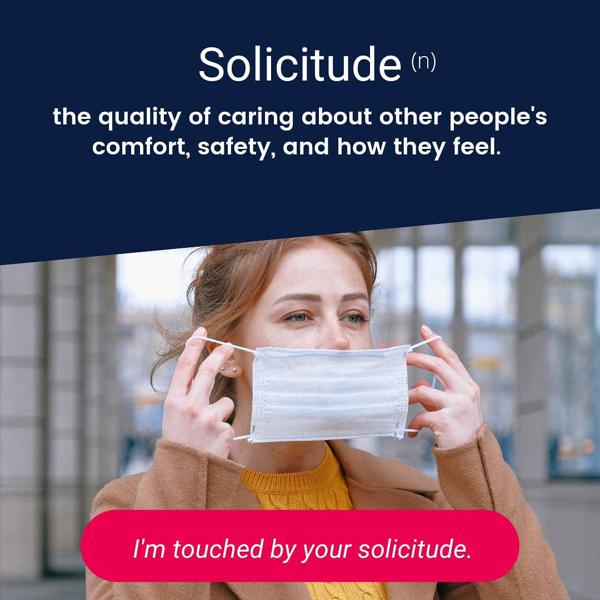 Solicitude (n)
the quality of caring about other people's
comfort, safety, and how they feel.
I'm touched by your solicitude.